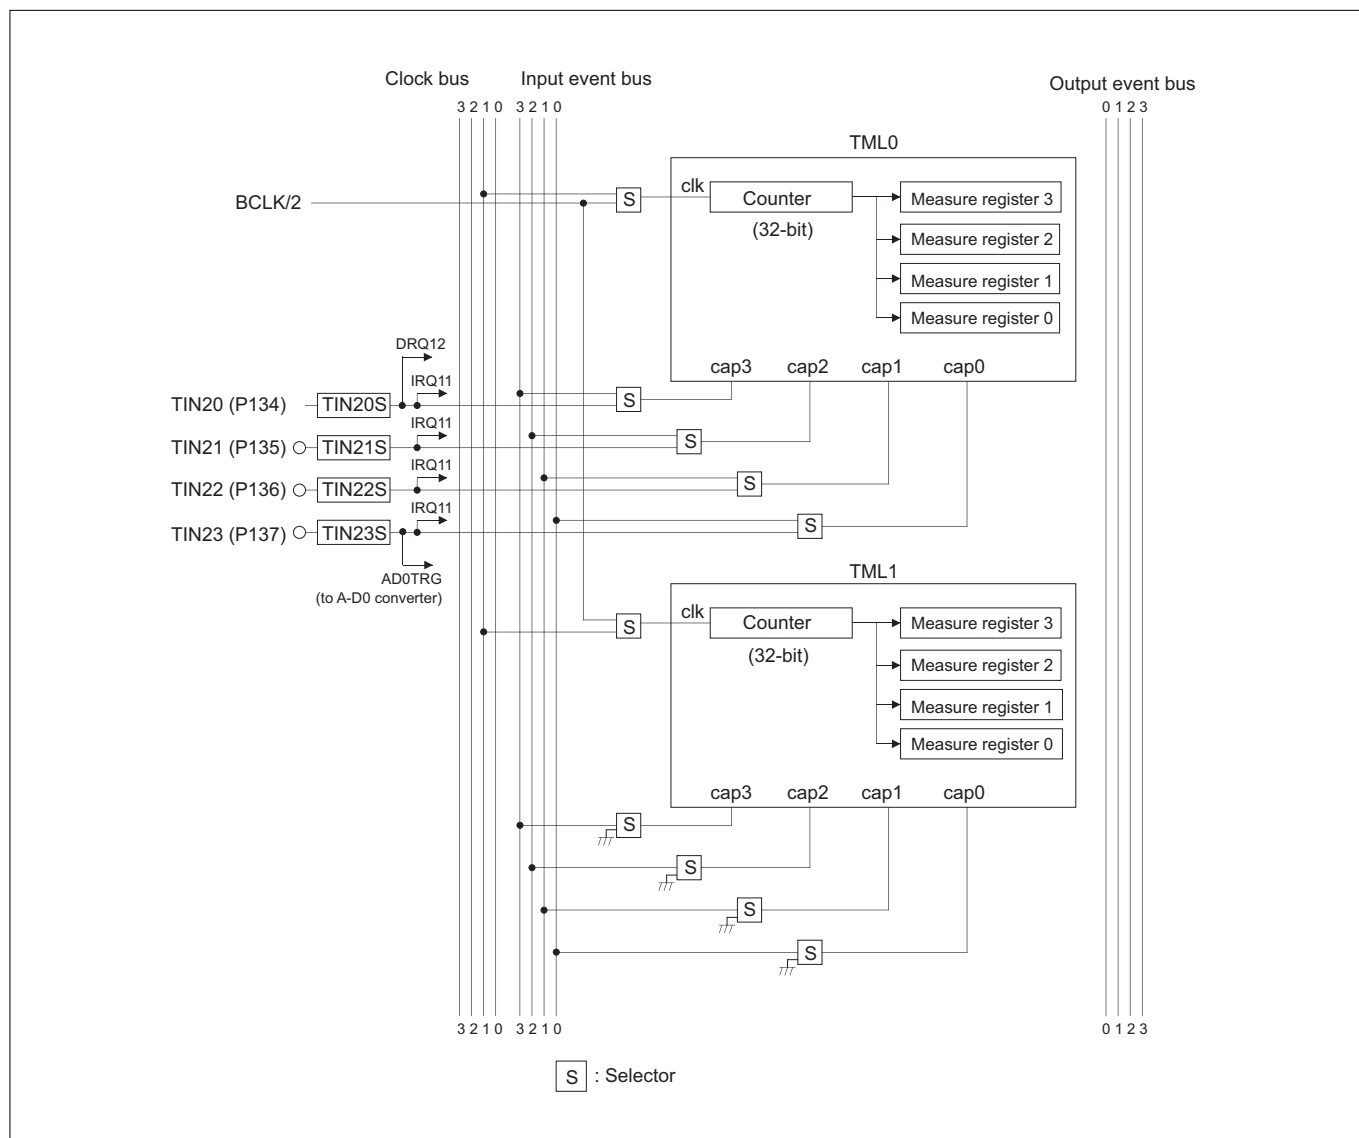 Clock bus
Input event bus
Output event bus
3 2 1 0
3 2 1 0
0 1 2 3
TML0
BCLK/2
S
clk
Counter
(32-bit)
Measure register 3
Measure register 2
Measure register 1
Measure register 0
cap3
cap2
cap1
cap0
DRQ12
IRQ11
TIN20 (P134)
TIN20S
S
IRQ11
TIN21 (P135)
TIN21S
S
IRQ11
TIN22 (P136)
TIN22S
S
IRQ11
TIN23 (P137)
TIN23S
S
AD0TRG
(to A-D0 converter)
TML1
S
clk
Counter
(32-bit)
Measure register 3
Measure register 2
Measure register 1
Measure register 0
cap3
cap2
cap1
cap0
S
S
S
S
3 2 1 0
3 2 1 0
0 1 2 3
S : Selector